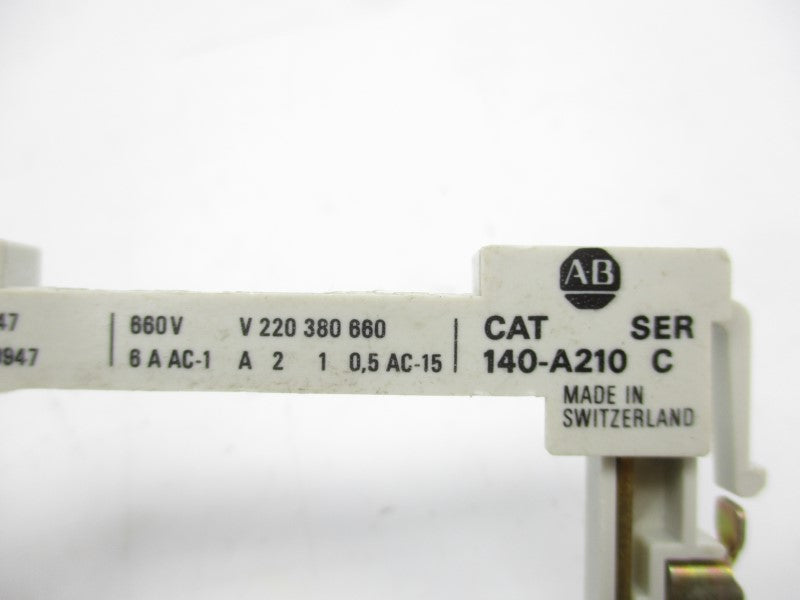 47
0947
660V
6 A AC-1
V 220 380 660
A 2 1 0,5 AC-15
AB
CAT SER
140-A210 C
MADE IN
SWITZERLAND